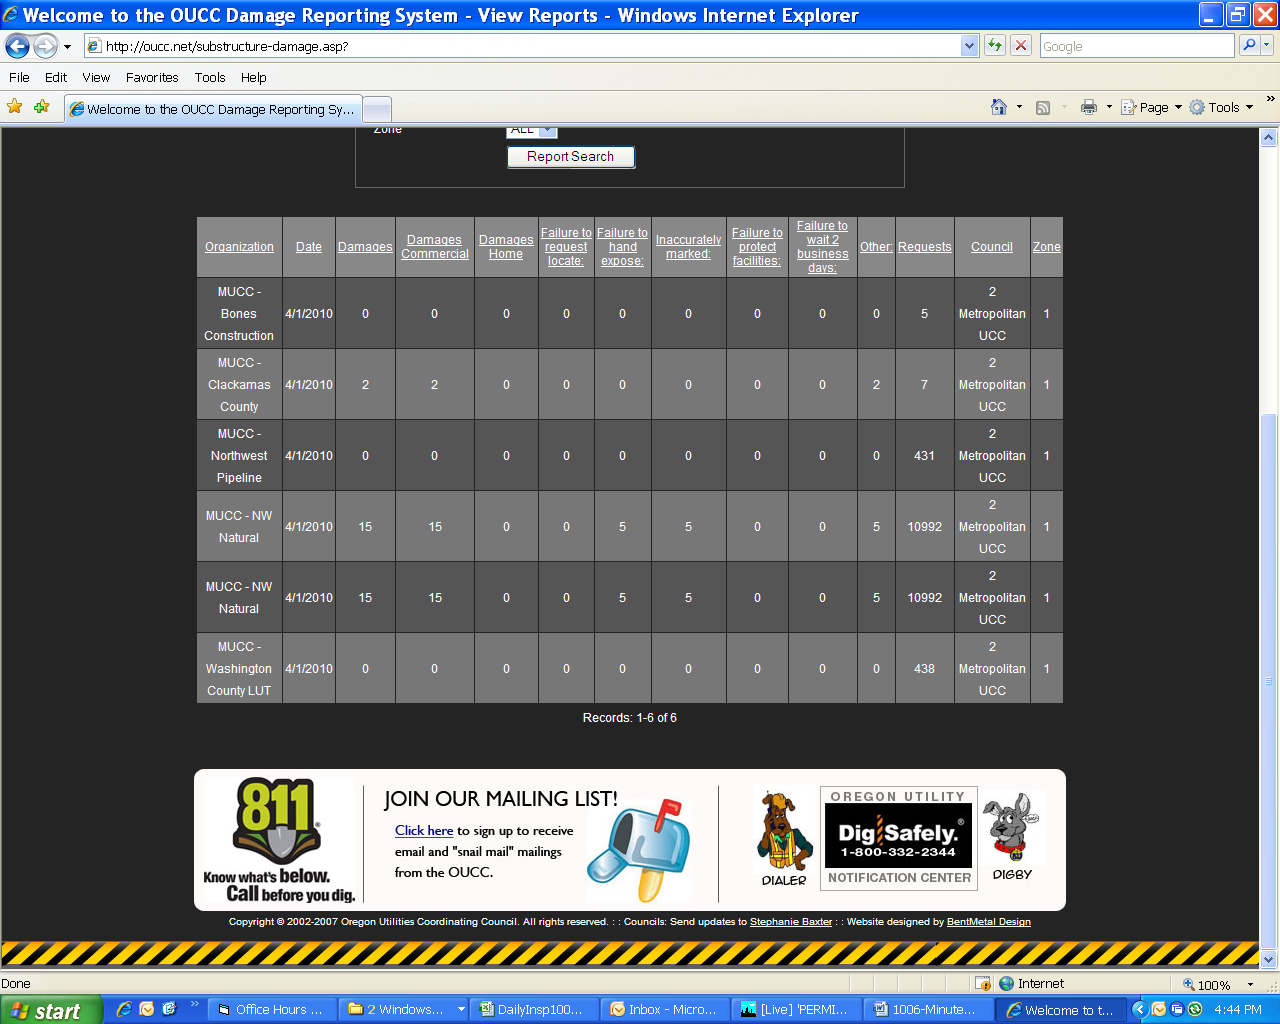 Welcome to the OUCC Damage Reporting System - View Reports - Windows Internet Explorer
http://oucc.net/substructure-damage.asp?
Google
File Edit View Favorites Tools Help
Welcome to the OUCC Damage Reporting Sy...
Page Tools »
Zone ALL
Report Search
Organization Date Damages Damages Commercial Damages Home Failure to request locate: Failure to hand expose: Inaccurately marked: Failure to protect facilities: Failure to wait 2 business days: Other: Requests Council Zone
MUCC - Bones Construction 4/1/2010 0 0 0 0 0 0 0 0 0 5 2 Metropolitan UCC 1
MUCC - Clackamas County 4/1/2010 2 2 0 0 0 0 0 0 2 7 2 Metropolitan UCC 1
MUCC - Northwest Pipeline 4/1/2010 0 0 0 0 0 0 0 0 0 431 2 Metropolitan UCC 1
MUCC - NW Natural 4/1/2010 15 15 0 0 5 5 0 0 5 10992 2 Metropolitan UCC 1
MUCC - NW Natural 4/1/2010 15 15 0 0 5 5 0 0 5 10992 2 Metropolitan UCC 1
MUCC - Washington County LUT 4/1/2010 0 0 0 0 0 0 0 0 0 438 2 Metropolitan UCC 1
Records: 1-6 of 6
811
Know what's below.
Call before you dig.
JOIN OUR MAILING LIST!
Click here to sign up to receive
email and "snail mail" mailings
from the OUCC.
DIALER
OREGON UTILITY
Dig Safely.®
1-800-332-2344
NOTIFICATION CENTER
DIGBY
Copyright © 2002-2007 Oregon Utilities Coordinating Council. All rights reserved. : : Councils: Send updates to Stephanie Baxter : : Website designed by BentMetal Design
Done
Internet
100%
start
»
Office Hours ...
2 Windows...
DailyInsp100...
Inbox - Micro...
[Live] 'PERMI...
1006-Minute...
Welcome to t...
4:44 PM